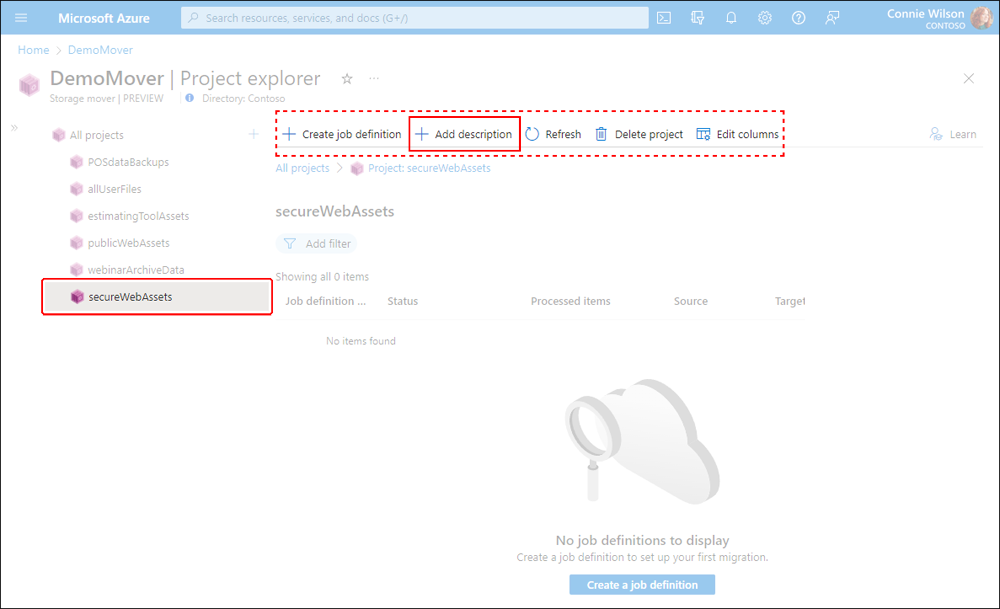 Microsoft Azure
Search resources, services, and docs (G+/)
Connie Wilson
CONTOSO
Home > DemoMover
DemoMover | Project explorer
Storage mover | PREVIEW
Directory: Contoso
All projects
POSdataBackups
allUserFiles
estimatingToolAssets
publicWebAssets
webinarArchiveData
secureWebAssets
Create job definition Add description Refresh Delete project Edit columns Learn
All projects > Project: secureWebAssets
secureWebAssets
Add filter
Showing all 0 items
Job definition ... Status Processed items Source Target
No items found
No job definitions to display
Create a job definition to set up your first migration.
Create a job definition